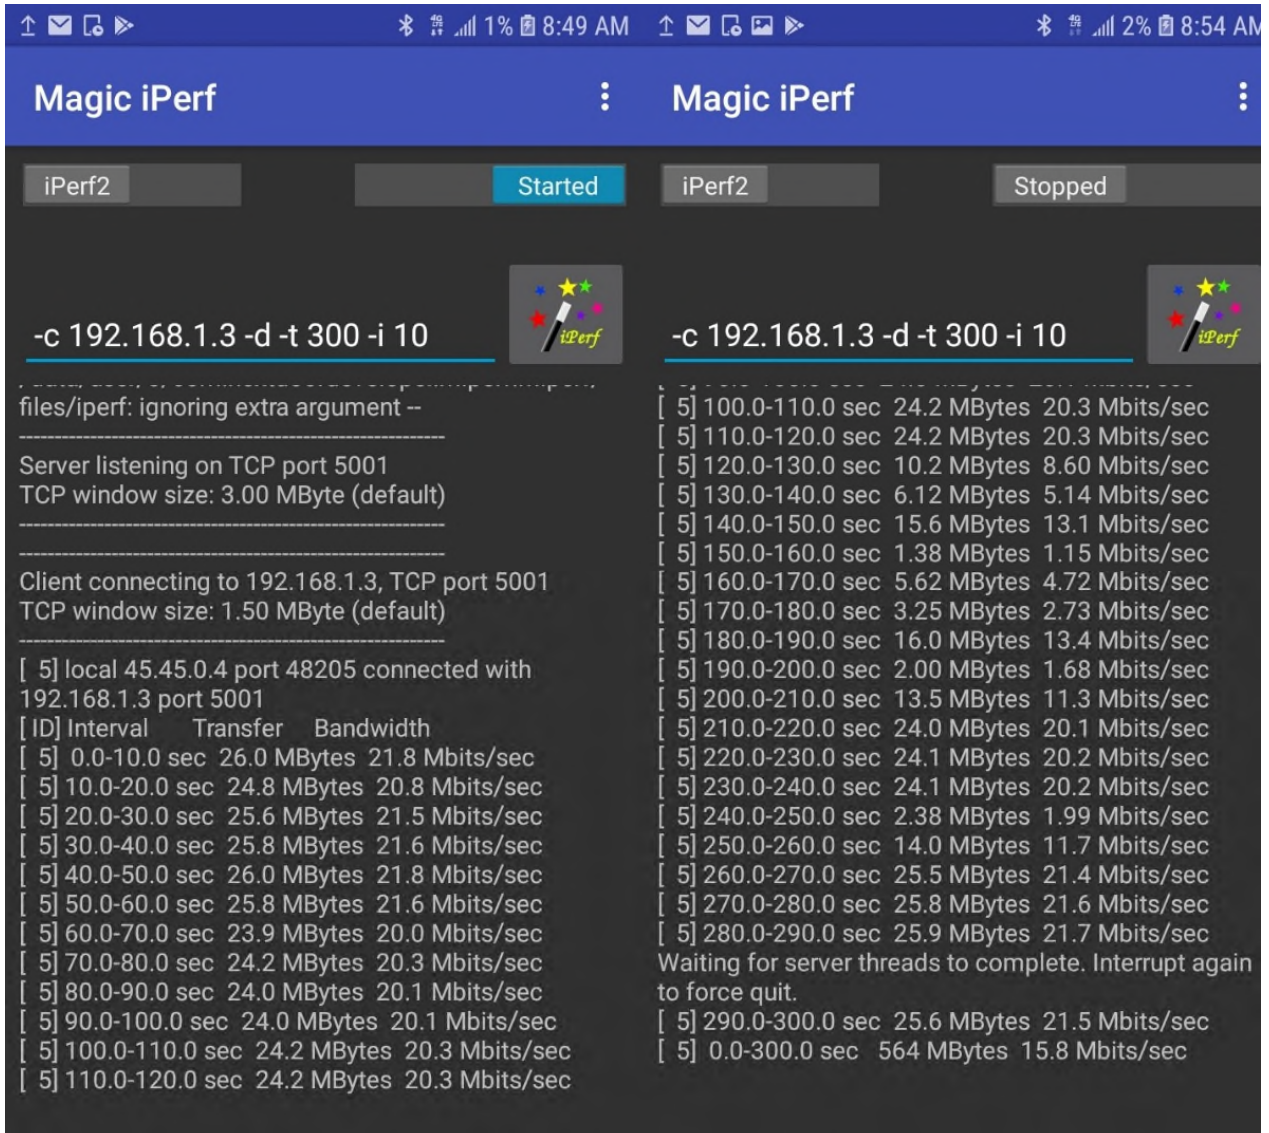 1% 8:49 AM
Magic iPerf
iPerf2
Started
-c 192.168.1.3 -d -t 300 -i 10
iPerf
files/iperf: ignoring extra argument --
------------------------------------------------------------
Server listening on TCP port 5001
TCP window size: 3.00 MByte (default)
------------------------------------------------------------
------------------------------------------------------------
Client connecting to 192.168.1.3, TCP port 5001
TCP window size: 1.50 MByte (default)
------------------------------------------------------------
[ 5] local 45.45.0.4 port 48205 connected with
192.168.1.3 port 5001
[ ID] Interval Transfer Bandwidth
[ 5] 0.0-10.0 sec 26.0 MBytes 21.8 Mbits/sec
[ 5] 10.0-20.0 sec 24.8 MBytes 20.8 Mbits/sec
[ 5] 20.0-30.0 sec 25.6 MBytes 21.5 Mbits/sec
[ 5] 30.0-40.0 sec 25.8 MBytes 21.6 Mbits/sec
[ 5] 40.0-50.0 sec 26.0 MBytes 21.8 Mbits/sec
[ 5] 50.0-60.0 sec 25.8 MBytes 21.6 Mbits/sec
[ 5] 60.0-70.0 sec 23.9 MBytes 20.0 Mbits/sec
[ 5] 70.0-80.0 sec 24.2 MBytes 20.3 Mbits/sec
[ 5] 80.0-90.0 sec 24.0 MBytes 20.1 Mbits/sec
[ 5] 90.0-100.0 sec 24.0 MBytes 20.1 Mbits/sec
[ 5] 100.0-110.0 sec 24.2 MBytes 20.3 Mbits/sec
[ 5] 110.0-120.0 sec 24.2 MBytes 20.3 Mbits/sec
2% 8:54 AM
Magic iPerf
iPerf2
Stopped
-c 192.168.1.3 -d -t 300 -i 10
iPerf
[ 5] 100.0-110.0 sec 24.2 MBytes 20.3 Mbits/sec
[ 5] 110.0-120.0 sec 24.2 MBytes 20.3 Mbits/sec
[ 5] 120.0-130.0 sec 10.2 MBytes 8.60 Mbits/sec
[ 5] 130.0-140.0 sec 6.12 MBytes 5.14 Mbits/sec
[ 5] 140.0-150.0 sec 15.6 MBytes 13.1 Mbits/sec
[ 5] 150.0-160.0 sec 1.38 MBytes 1.15 Mbits/sec
[ 5] 160.0-170.0 sec 5.62 MBytes 4.72 Mbits/sec
[ 5] 170.0-180.0 sec 3.25 MBytes 2.73 Mbits/sec
[ 5] 180.0-190.0 sec 16.0 MBytes 13.4 Mbits/sec
[ 5] 190.0-200.0 sec 2.00 MBytes 1.68 Mbits/sec
[ 5] 200.0-210.0 sec 13.5 MBytes 11.3 Mbits/sec
[ 5] 210.0-220.0 sec 24.0 MBytes 20.1 Mbits/sec
[ 5] 220.0-230.0 sec 24.1 MBytes 20.2 Mbits/sec
[ 5] 230.0-240.0 sec 24.1 MBytes 20.2 Mbits/sec
[ 5] 240.0-250.0 sec 2.38 MBytes 1.99 Mbits/sec
[ 5] 250.0-260.0 sec 14.0 MBytes 11.7 Mbits/sec
[ 5] 260.0-270.0 sec 25.5 MBytes 21.4 Mbits/sec
[ 5] 270.0-280.0 sec 25.8 MBytes 21.6 Mbits/sec
[ 5] 280.0-290.0 sec 25.9 MBytes 21.7 Mbits/sec
Waiting for server threads to complete. Interrupt again
to force quit.
[ 5] 290.0-300.0 sec 25.6 MBytes 21.5 Mbits/sec
[ 5] 0.0-300.0 sec 564 MBytes 15.8 Mbits/sec